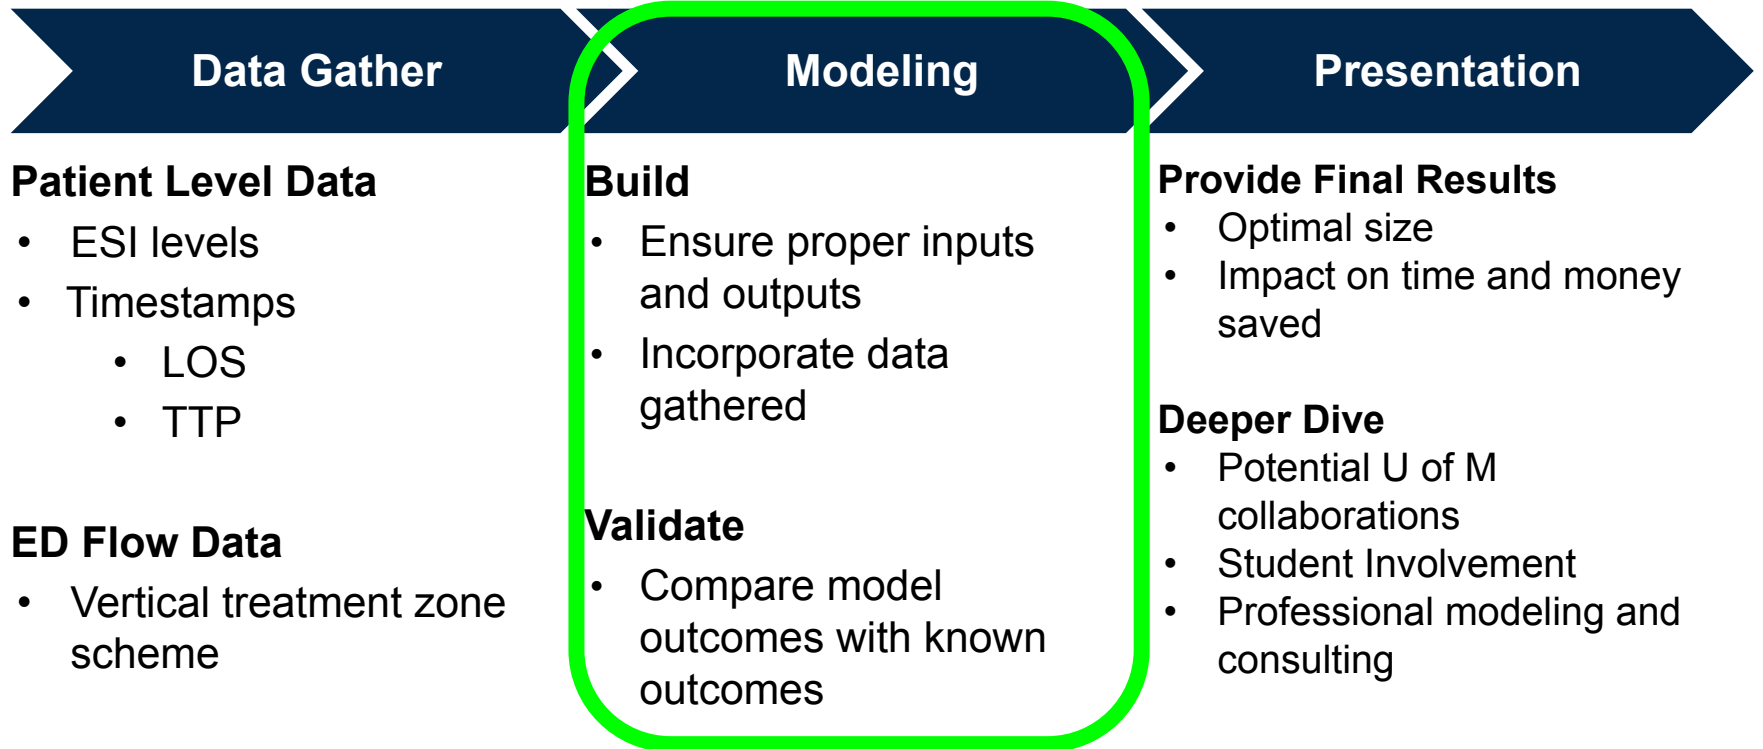 Data Gather
Modeling
Presentation
Patient Level Data
• ESI levels
• Timestamps
• LOS
• TTP
ED Flow Data
• Vertical treatment zone
scheme
Build
• Ensure proper inputs
and outputs
• Incorporate data
gathered
Validate
• Compare model
outcomes with known
outcomes
Provide Final Results
• Optimal size
• Impact on time and money
saved
Deeper Dive
• Potential U of M
collaborations
• Student Involvement
• Professional modeling and
consulting